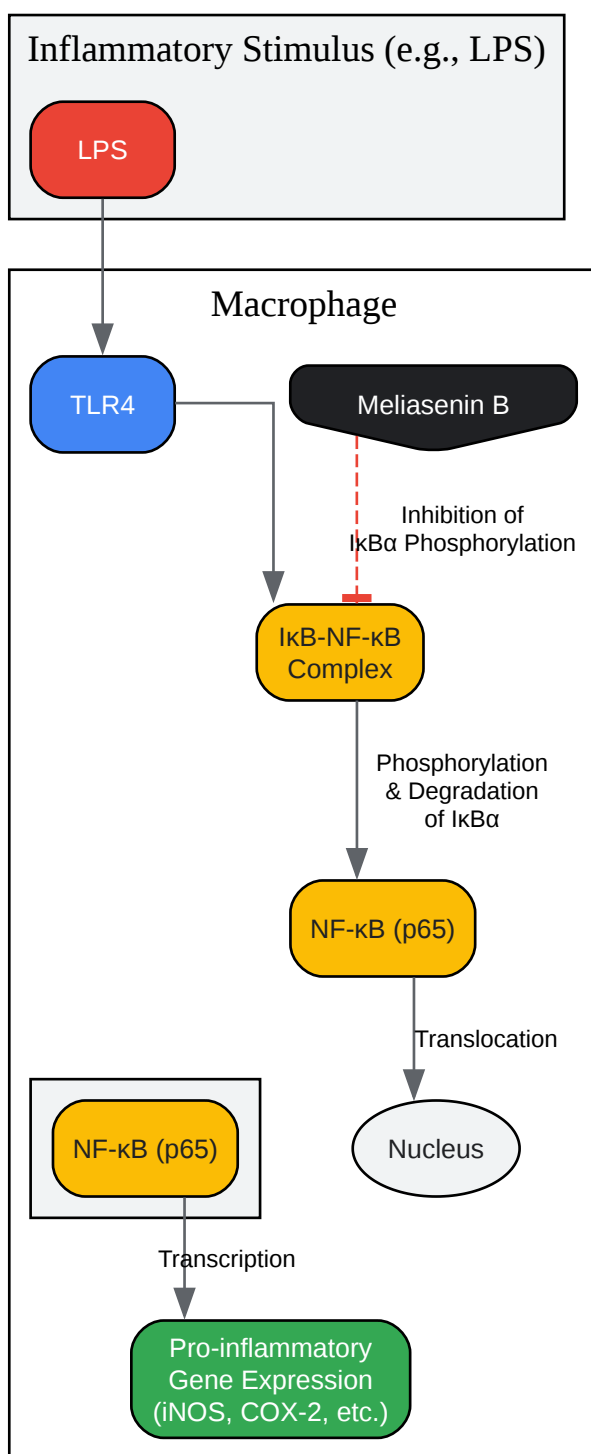 Inflammatory Stimulus (e.g., LPS)
LPS
Macrophage
TLR4
Meliasenin B
Inhibition of
IκBα Phosphorylation
IκB-NF-κB
Complex
Phosphorylation
& Degradation
of IκBα
NF-κB (p65)
Translocation
NF-κB (p65)
Nucleus
Transcription
Pro-inflammatory
Gene Expression
(iNOS, COX-2, etc.)